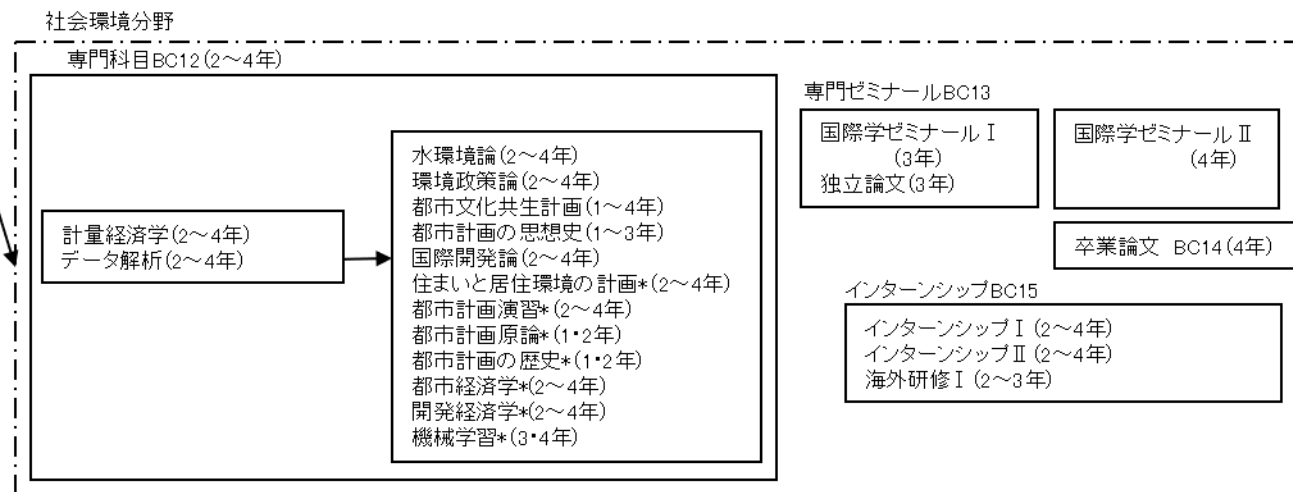 社会環境分野
専門科目BC12(2～4年)
計量経済学(2～4年)
データ解析(2～4年)
水環境論(2～4年)
環境政策論(2～4年)
都市文化共生計画(1～4年)
都市計画の思想史(1～3年)
国際開発論(2～4年)
住まいと居住環境の計画*(2～4年)
都市計画演習*(2～4年)
都市計画原論*(1・2年)
都市計画の歴史*(1・2年)
都市経済学*(2～4年)
開発経済学*(2～4年)
機械学習*(3・4年)
専門ゼミナールBC13
国際学ゼミナールⅠ
(3年)
独立論文(3年)
国際学ゼミナールⅡ
(4年)
卒業論文 BC14(4年)
インターンシップBC15
インターンシップⅠ(2～4年)
インターンシップⅡ(2～4年)
海外研修Ⅰ(2～3年)